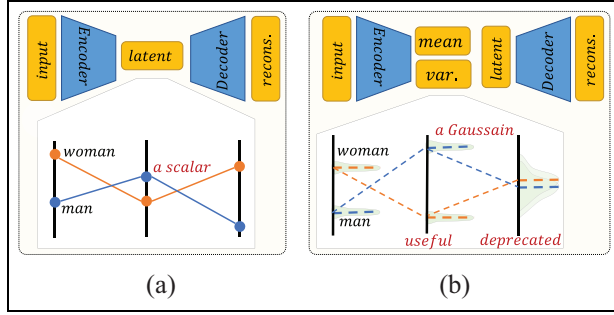 input
Encoder
latent
Decoder
recons.
woman
a scalar
man
(a)
input
Encoder
mean
var.
latent
Decoder
recons.
a Gaussain
woman
man
useful
deprecated
(b)